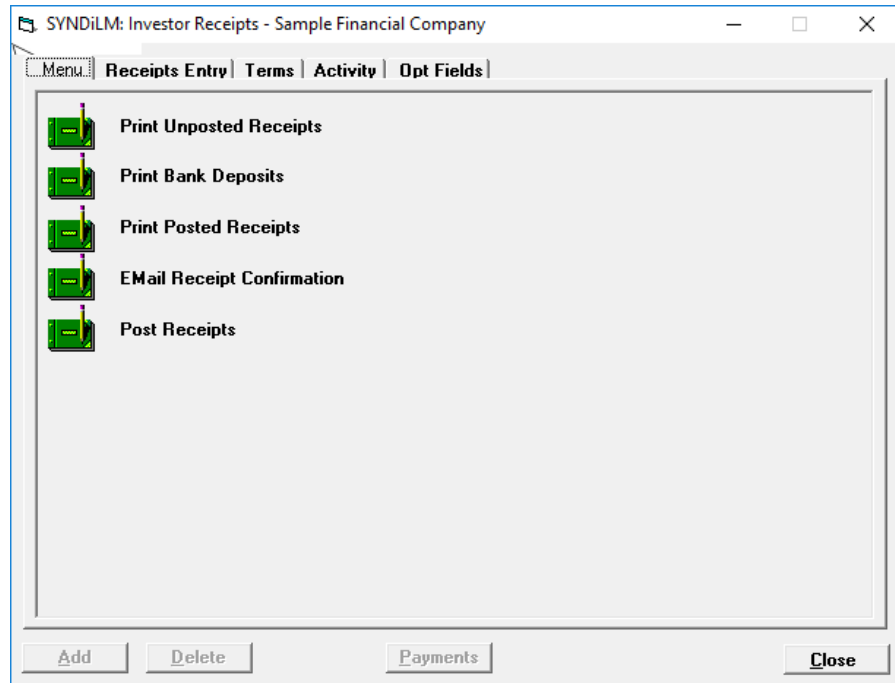 SYNDiLM: Investor Receipts - Sample Financial Company
Menu Receipts Entry Terms Activity Opt Fields
Print Unposted Receipts
Print Bank Deposits
Print Posted Receipts
EMail Receipt Confirmation
Post Receipts
Add Delete Payments Close